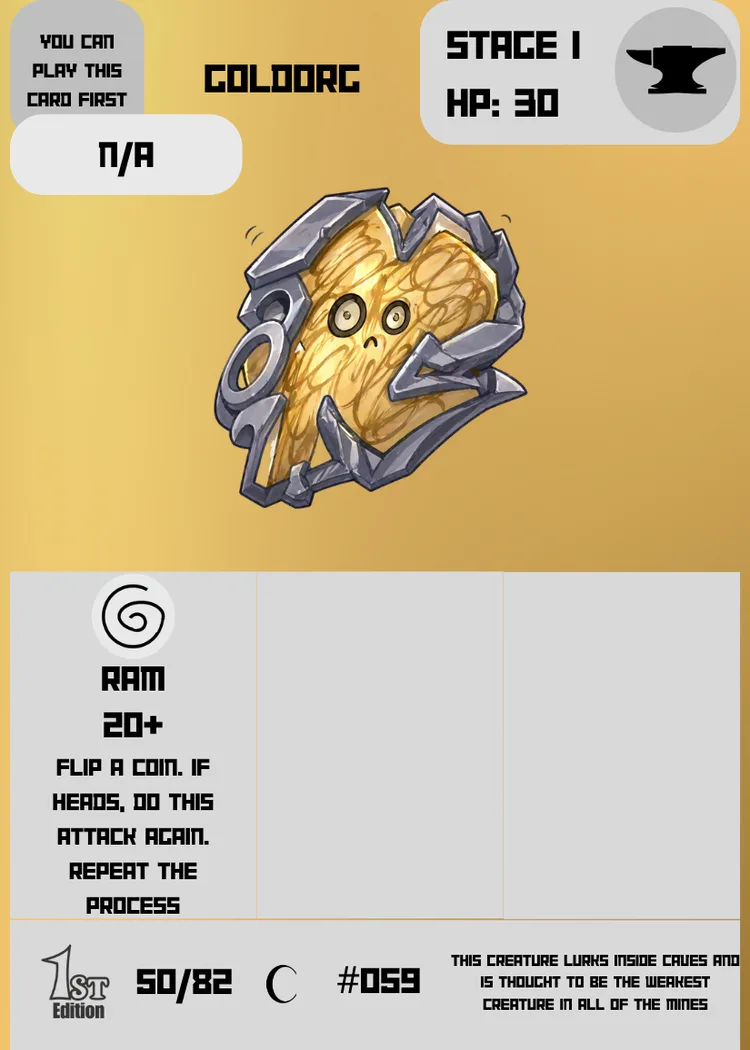 YOU CAN
PLAY THIS
CARD FIRST
N/A
GOLDORG
STAGE 1
HP: 30
RAM
20+
FLIP A COIN. IF
HEADS, DO THIS
ATTACK AGAIN.
REPEAT THE
PROCESS
1ST
Edition
50/82
#059
THIS CREATURE LURKS INSIDE CAVES AND
IS THOUGHT TO BE THE WEAKEST
CREATURE IN ALL OF THE MINES